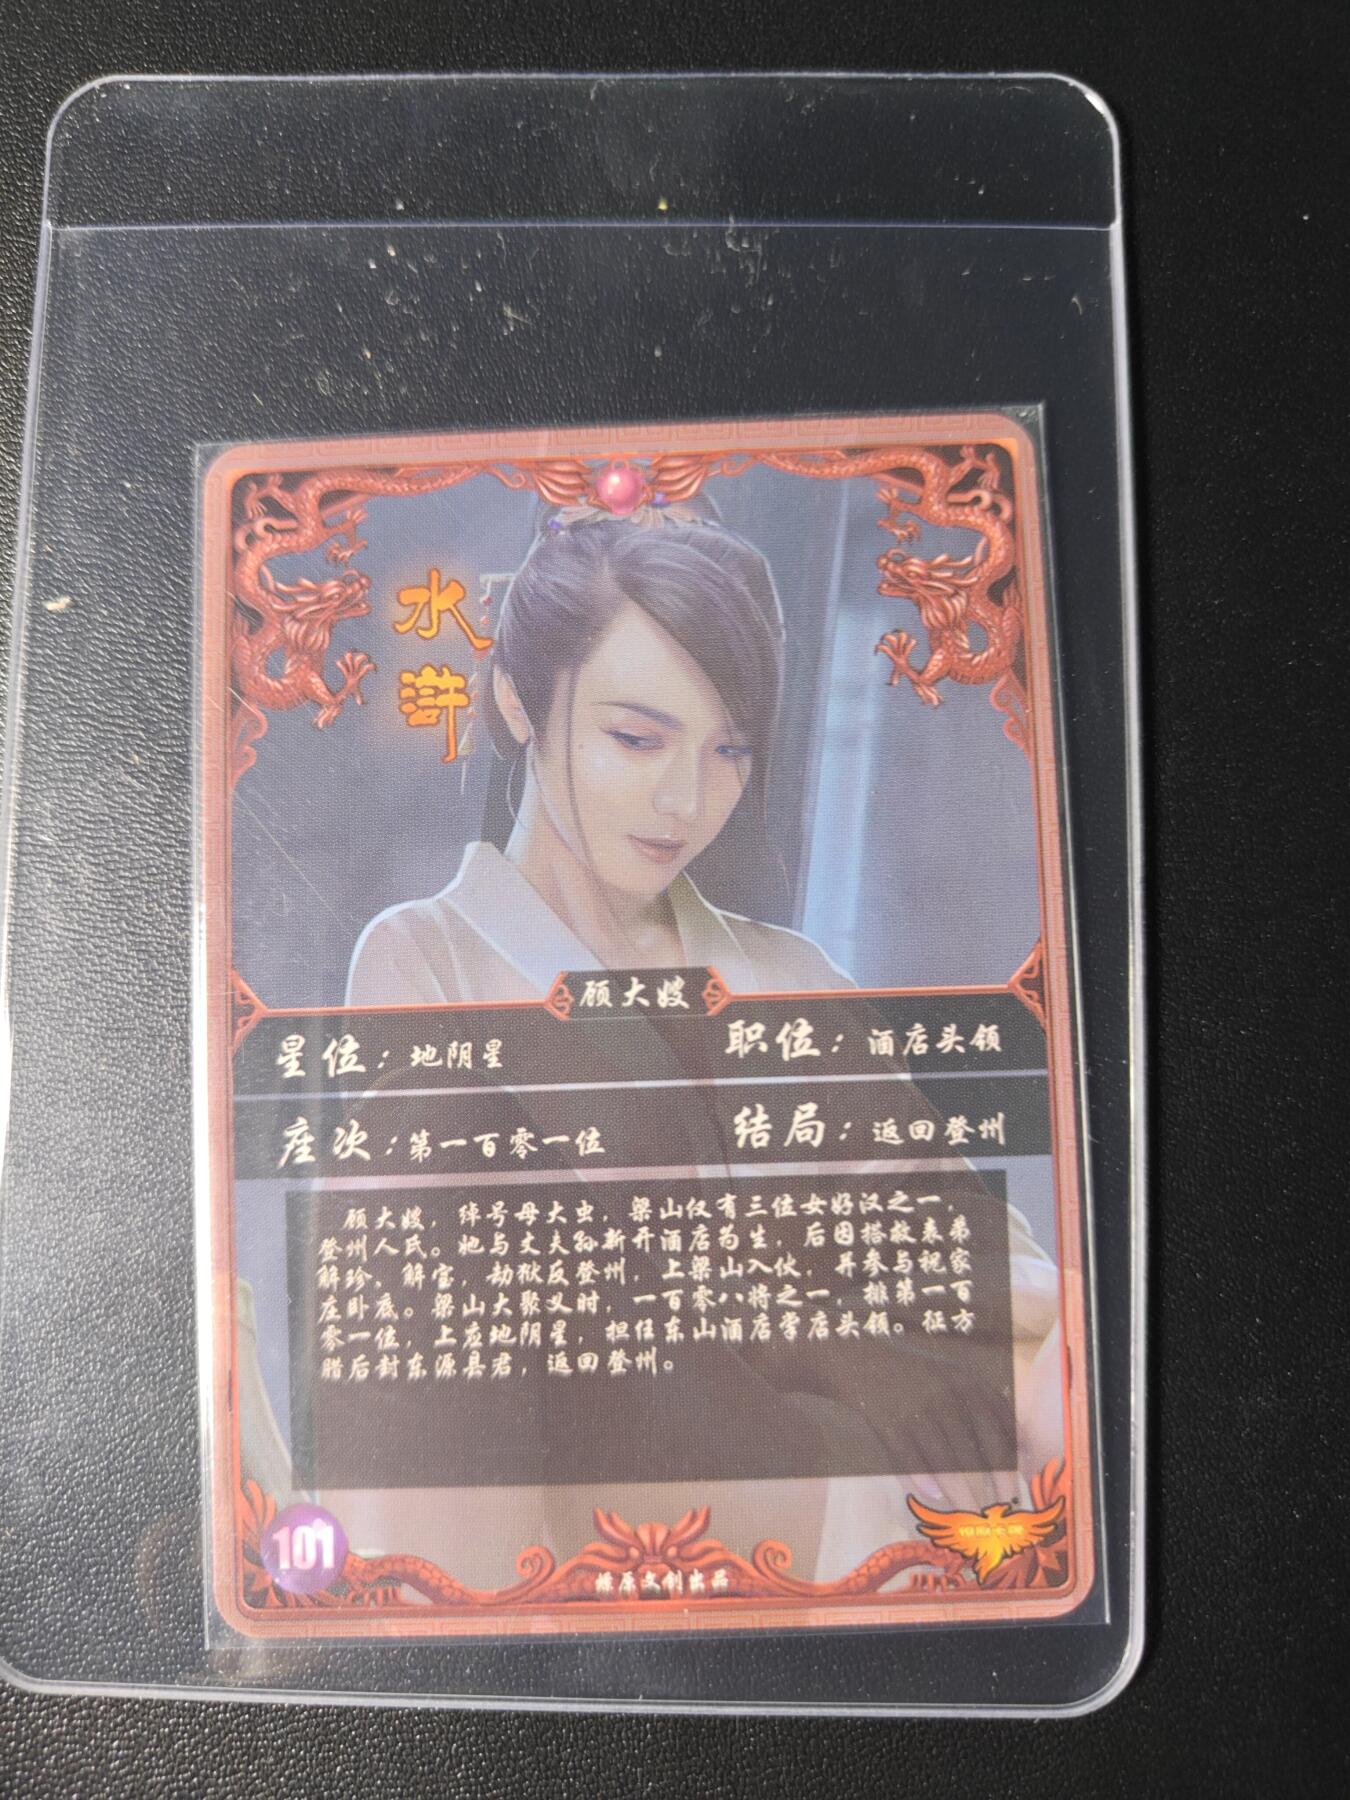 水
浒
顾大嫂
星位：地阴星
职位：酒店头领
座次：第一百零一位
结局：返回登州
顾大嫂，绰号母大虫，梁山仅有三位女好汉之一，
登州人氏。她与丈夫孙新开酒店为生，后因搭救表弟
解珍、解宝，劫狱反登州，上梁山入伙，并参与祝家
庄卧底。梁山大聚义时，一百零八将之一，排第一百
零一位，上应地阴星，担任东山酒店掌店头领。征方
腊后封东源县君，返回登州。
101
燎原文创出品